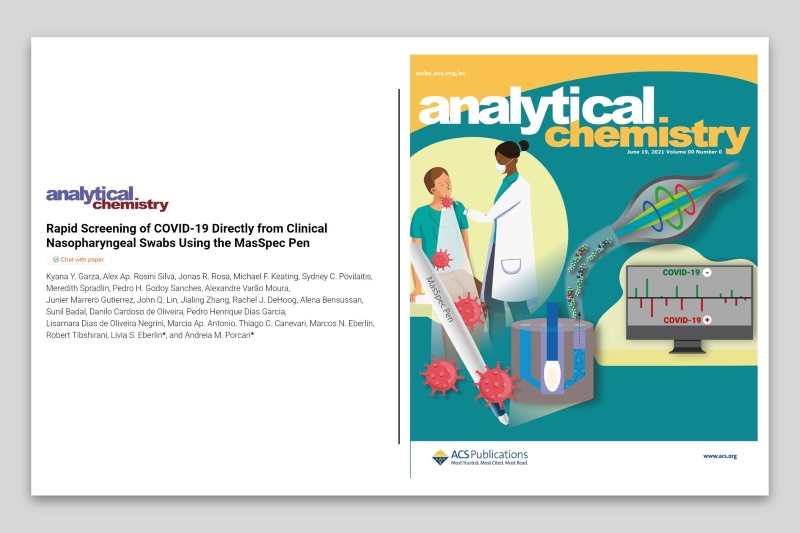 analytical
chemistry
Rapid Screening of COVID-19 Directly from Clinical
Nasopharyngeal Swabs Using the MasSpec Pen
Chat with paper
Kyana Y. Garza, Alex Ap. Rosini Silva, Jonas R. Rosa, Michael F. Keating, Sydney C. Povilaitis,
Meredith Spradlin, Pedro H. Godoy Sanches, Alexandre Varão Moura,
Junier Marrero Gutierrez, John Q. Lin, Jialing Zhang, Rachel J. DeHoog, Alena Bensussan,
Sunil Badal, Danilo Cardoso de Oliveira, Pedro Henrique Dias Garcia,
Lisamara Dias de Oliveira Negrini, Marcia Ap. Antonio, Thiago C. Canevari, Marcos N. Eberlin,
Robert Tibshirani, Livia S. Eberlin*, and Andreia M. Porcari*
pubs.acs.org/ac
analytical
chemistry
June 19, 2021 Volume 00 Number 0
MasSpec Pen
COVID-19 -
COVID-19 +
ACS Publications
Most Trusted. Most Cited. Most Read.
www.acs.org